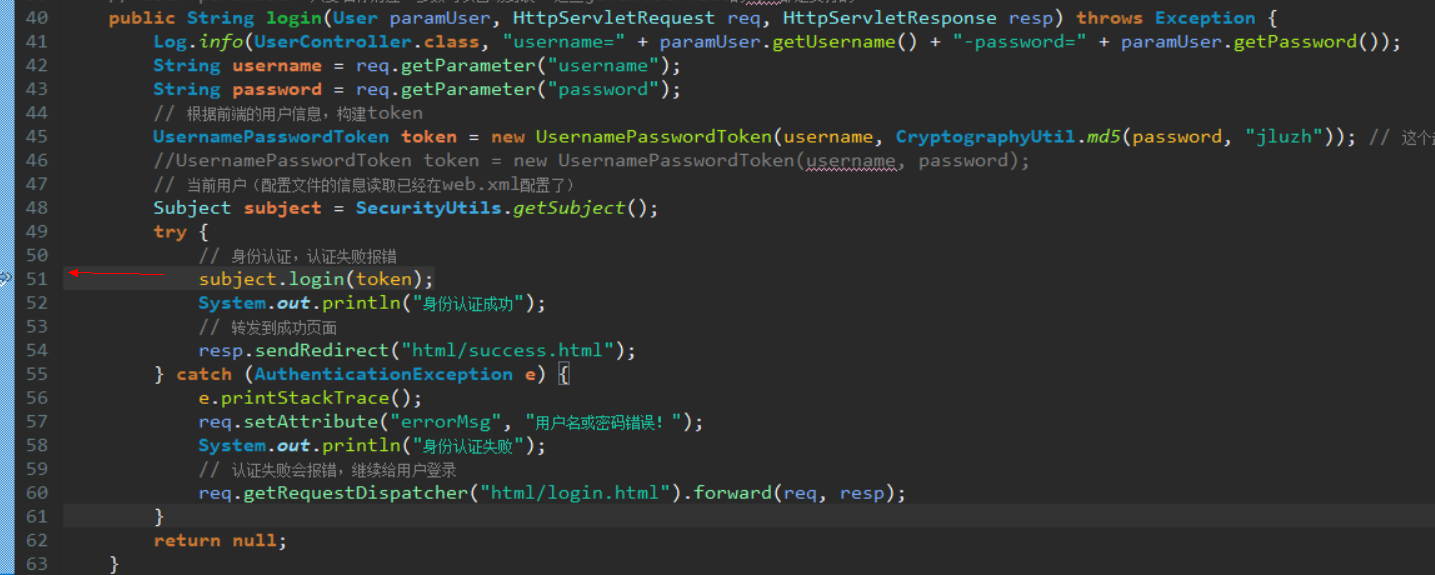 40 public String login(User paramUser, HttpServletRequest req, HttpServletResponse resp) throws Exception {
41 Log.info(UserController.class, "username=" + paramUser.getUsername() + "-password=" + paramUser.getPassword());
42 String username = req.getParameter("username");
43 String password = req.getParameter("password");
44 // 根据前端的用户信息，构建token
45 UsernamePasswordToken token = new UsernamePasswordToken(username, CryptographyUtil.md5(password, "jluzh")); // 这个
46 //UsernamePasswordToken token = new UsernamePasswordToken(username, password);
47 // 当前用户（配置文件的信息读取已经在web.xml配置了）
48 Subject subject = SecurityUtils.getSubject();
49 try {
50 // 身份认证，认证失败报错
51 subject.login(token);
52 System.out.println("身份认证成功");
53 // 转发到成功页面
54 resp.sendRedirect("html/success.html");
55 } catch (AuthenticationException e) {
56 e.printStackTrace();
57 req.setAttribute("errorMsg", "用户名或密码错误！");
58 System.out.println("身份认证失败");
59 // 认证失败会报错，继续给用户登录
60 req.getRequestDispatcher("html/login.html").forward(req, resp);
61 }
62 return null;
63 }